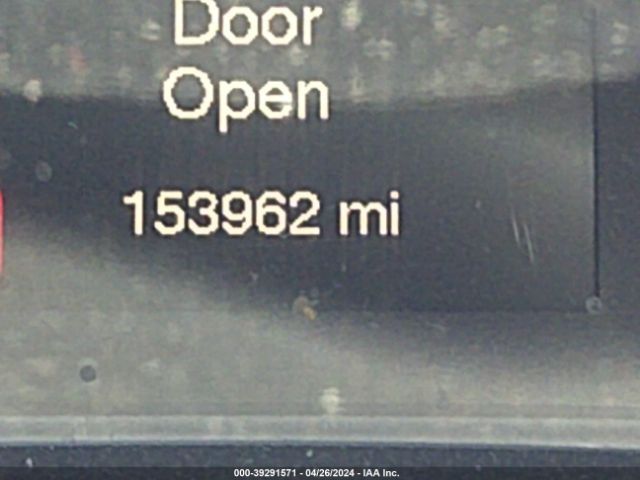 Door
Open
153962 mi
000-39291571 - 04/26/2024 - IAA Inc.